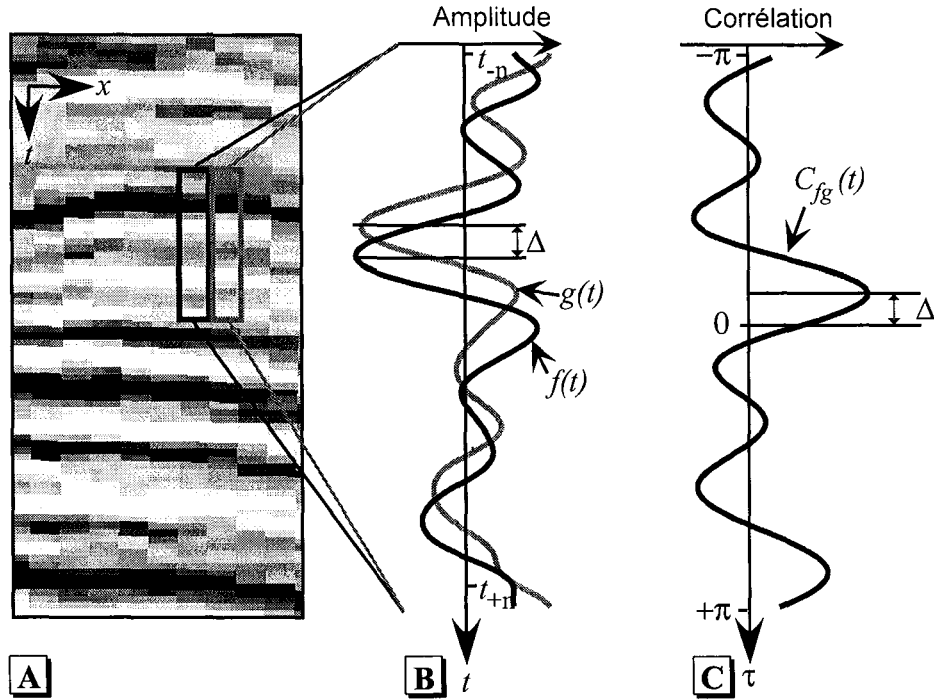 Amplitude
Corrélation
x
t
t-n
Δ
g(t)
f(t)
t+n
t
−π
Cfg(t)
Δ
0
+π
τ
A
B
C